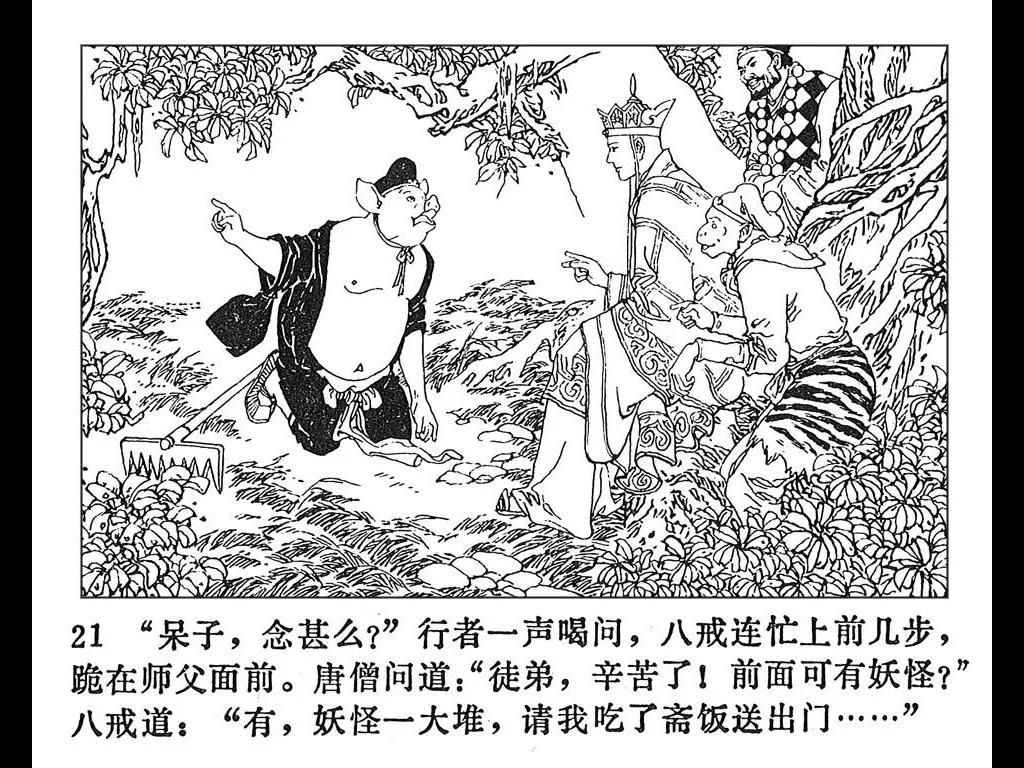 21 “呆子，念甚么？”行者一声喝问，八戒连忙上前几步，
跪在师父面前。唐僧问道：“徒弟，辛苦了！前面可有妖怪？”
八戒道：“有，妖怪一大堆，请我吃了斋饭送出门……”